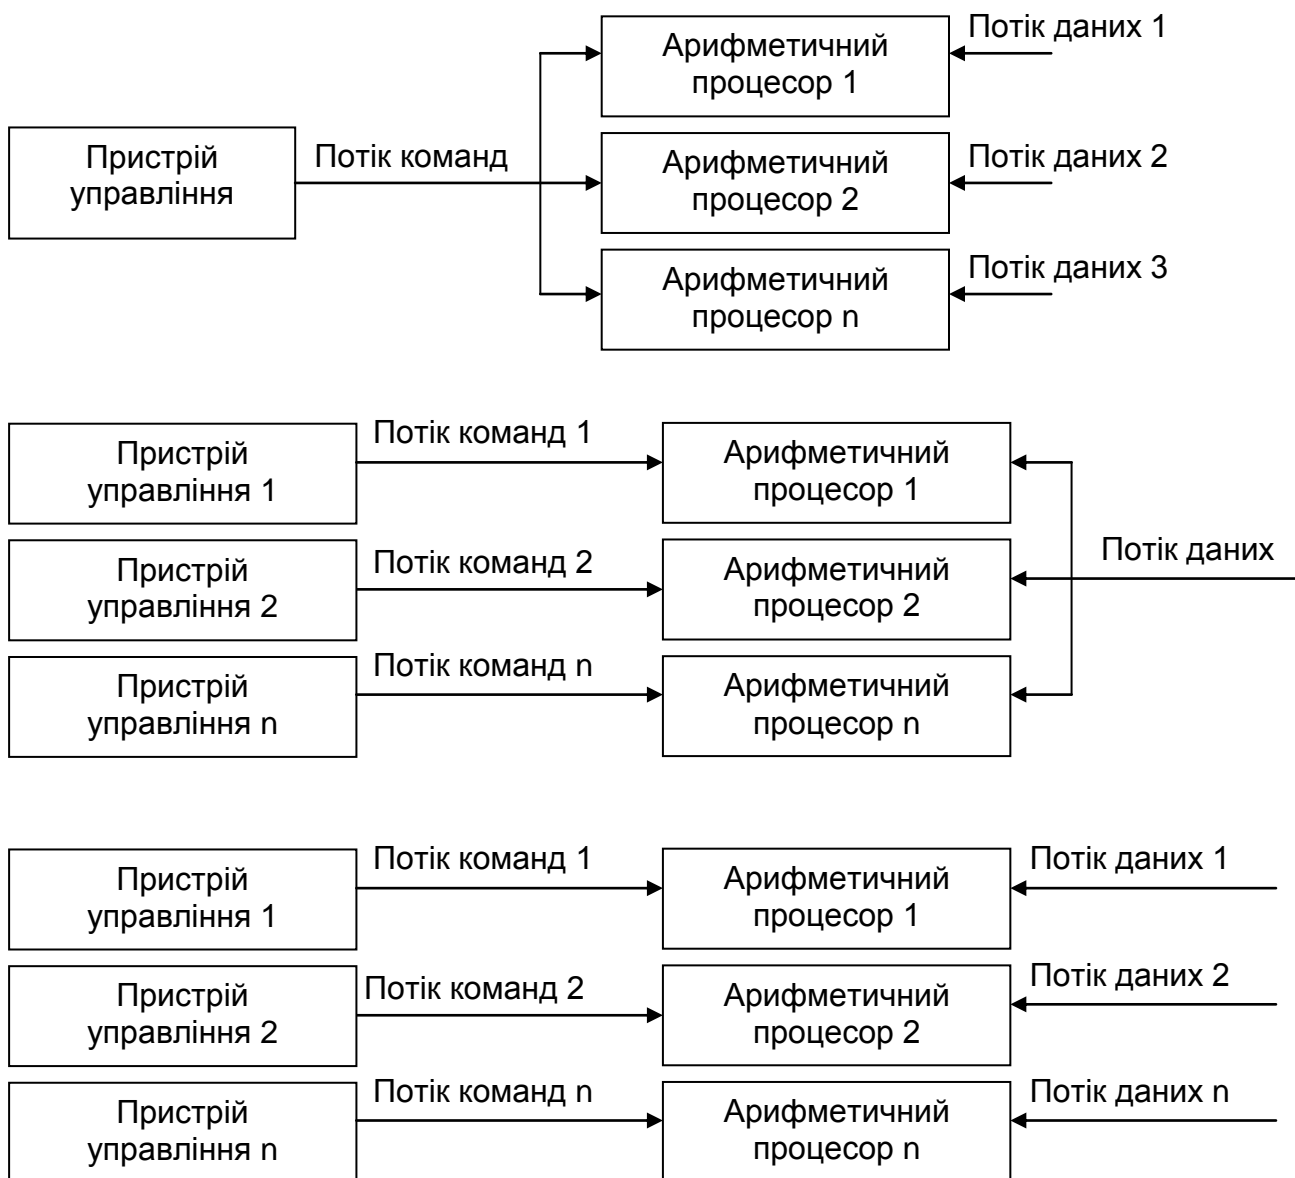 Арифметичний
процесор 1
Потік даних 1
Пристрій
управління
Потік команд
Арифметичний
процесор 2
Потік даних 2
Арифметичний
процесор n
Потік даних 3
Пристрій
управління 1
Потік команд 1
Арифметичний
процесор 1
Пристрій
управління 2
Потік команд 2
Арифметичний
процесор 2
Потік даних
Пристрій
управління n
Потік команд n
Арифметичний
процесор n
Пристрій
управління 1
Потік команд 1
Арифметичний
процесор 1
Потік даних 1
Пристрій
управління 2
Потік команд 2
Арифметичний
процесор 2
Потік даних 2
Пристрій
управління n
Потік команд n
Арифметичний
процесор n
Потік даних n